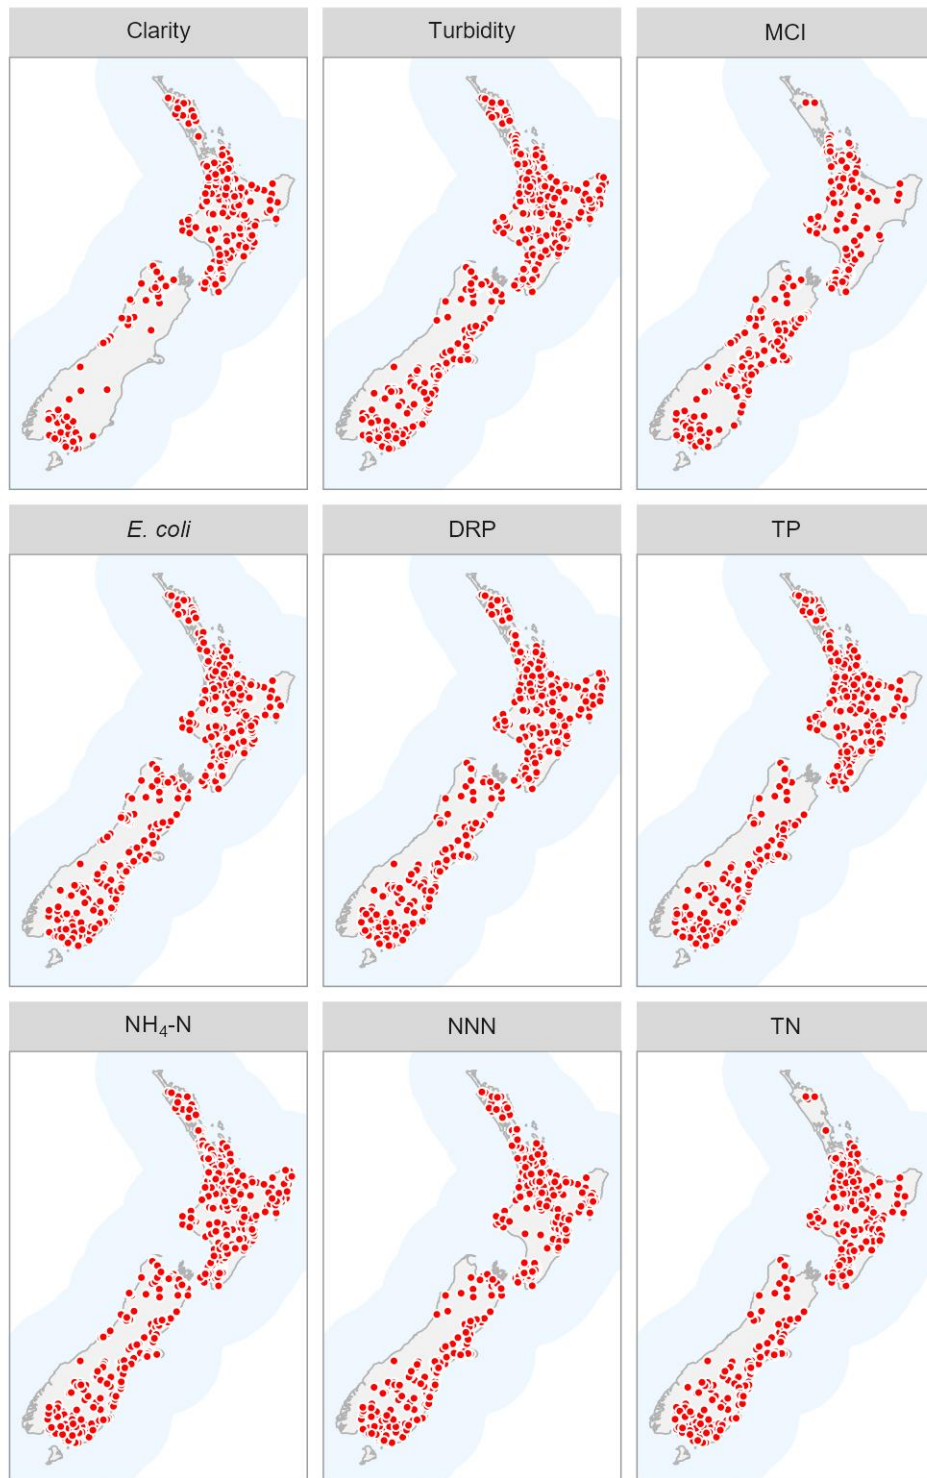 Clarity
Turbidity
MCI
E. coli
DRP
TP
NH₄-N
NNN
TN